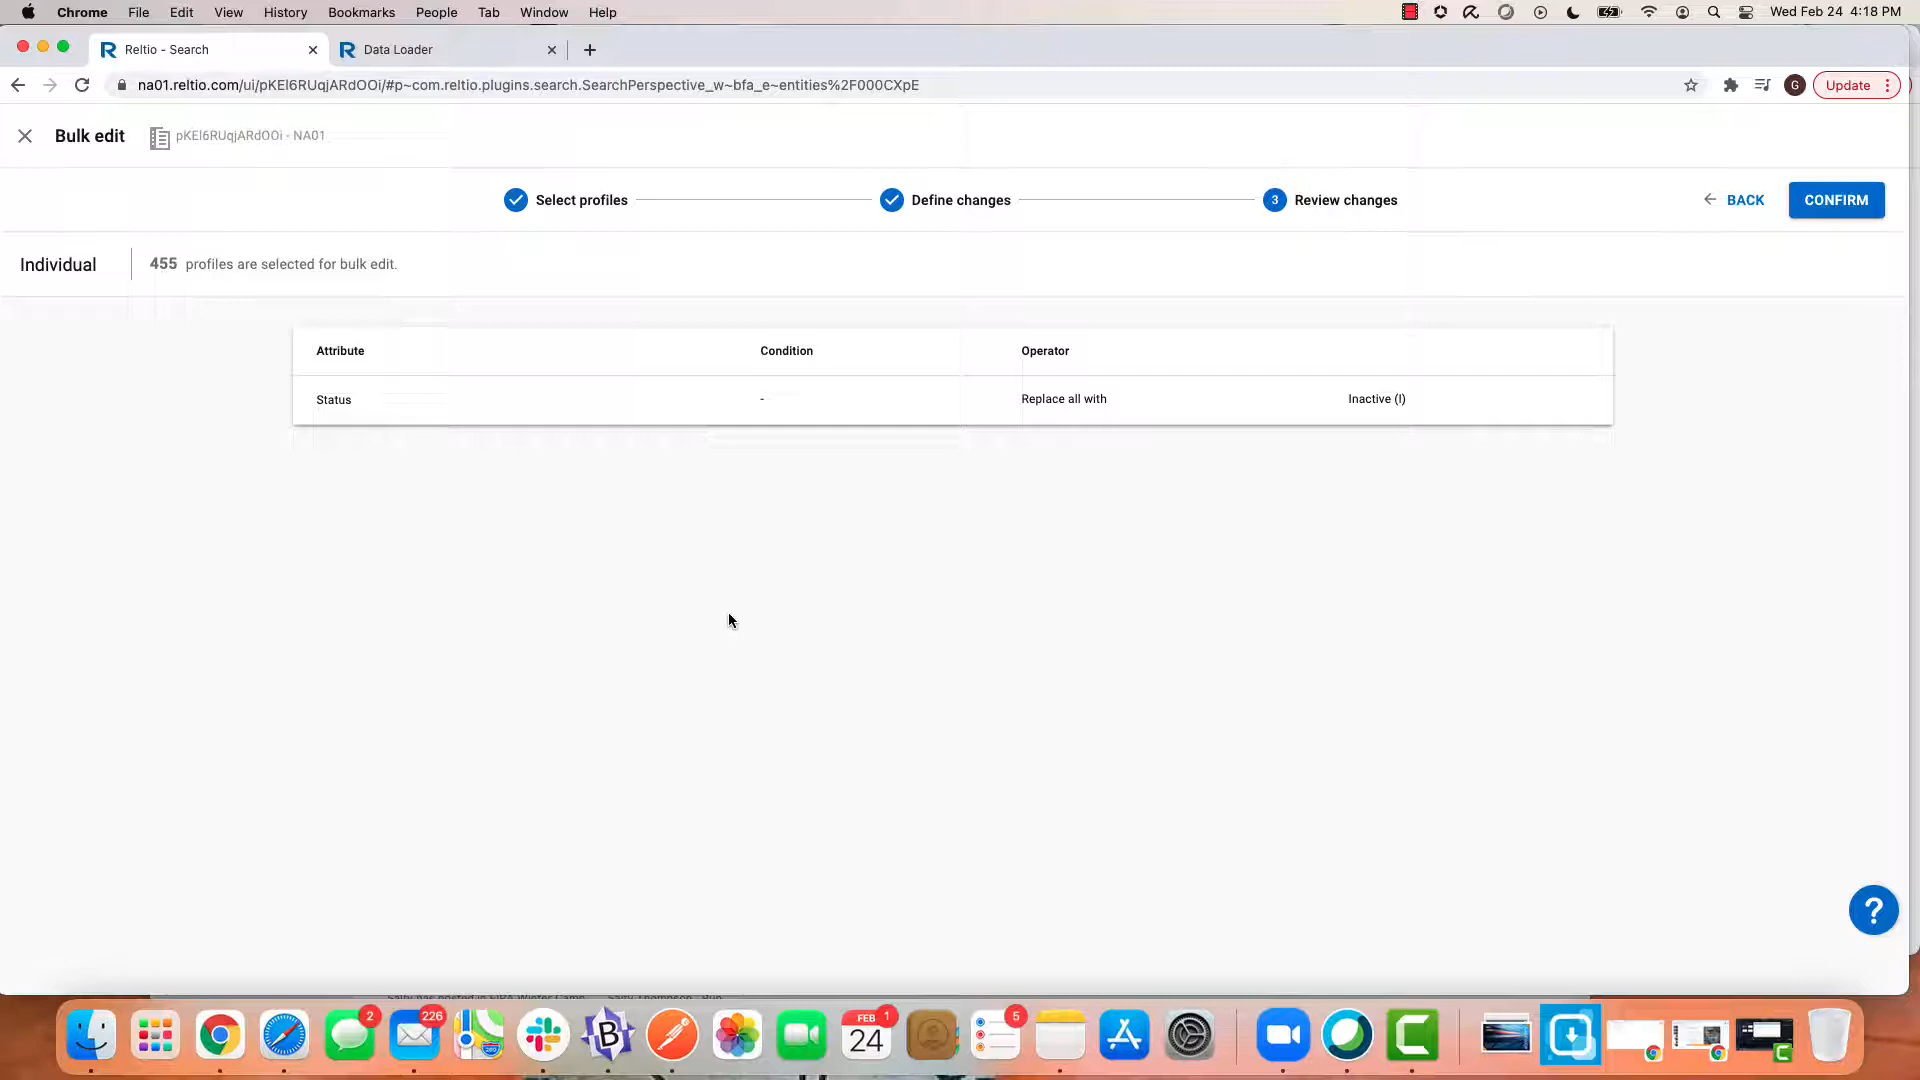 Chrome File Edit View History Bookmarks People Tab Window Help Wed Feb 24 4:18 PM
Reltio - Search Data Loader
na01.reltio.com/ui/pKEl6RUqjARdOOi/#p~com.reltio.plugins.search.SearchPerspective_w~bfa_e~entities%2F000CXpE G Update
Bulk edit pKEl6RUqjARdOOi - NA01
Select profiles Define changes 3 Review changes BACK CONFIRM
Individual 455 profiles are selected for bulk edit.
Attribute Condition Operator
Status - Replace all with Inactive (I)
?
2 226 FEB 1 5
24